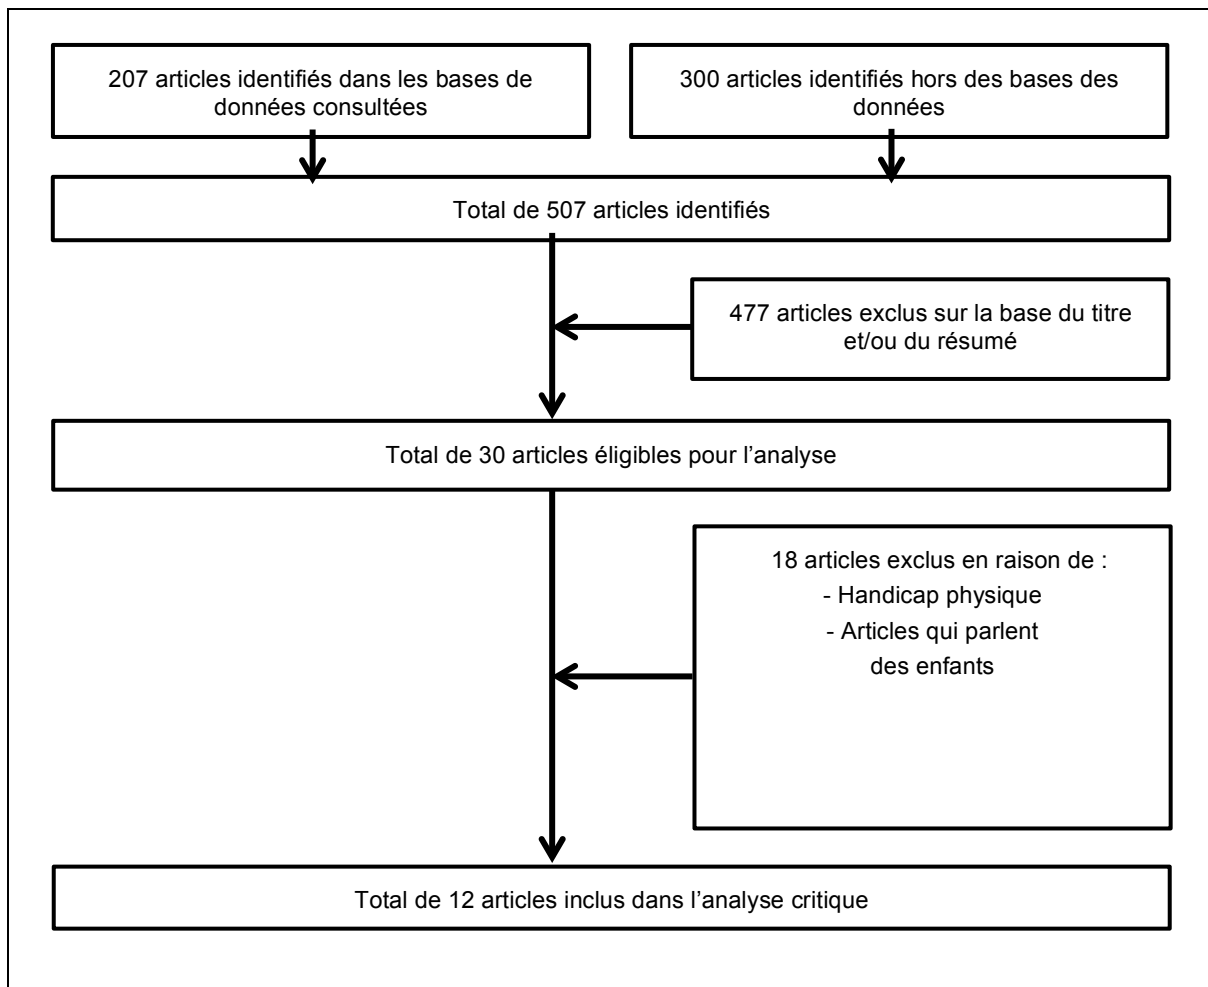 207 articles identifiés dans les bases de
données consultées
300 articles identifiés hors des bases des
données
Total de 507 articles identifiés
477 articles exclus sur la base du titre
et/ou du résumé
Total de 30 articles éligibles pour l’analyse
18 articles exclus en raison de :
- Handicap physique
- Articles qui parlent
des enfants
Total de 12 articles inclus dans l’analyse critique